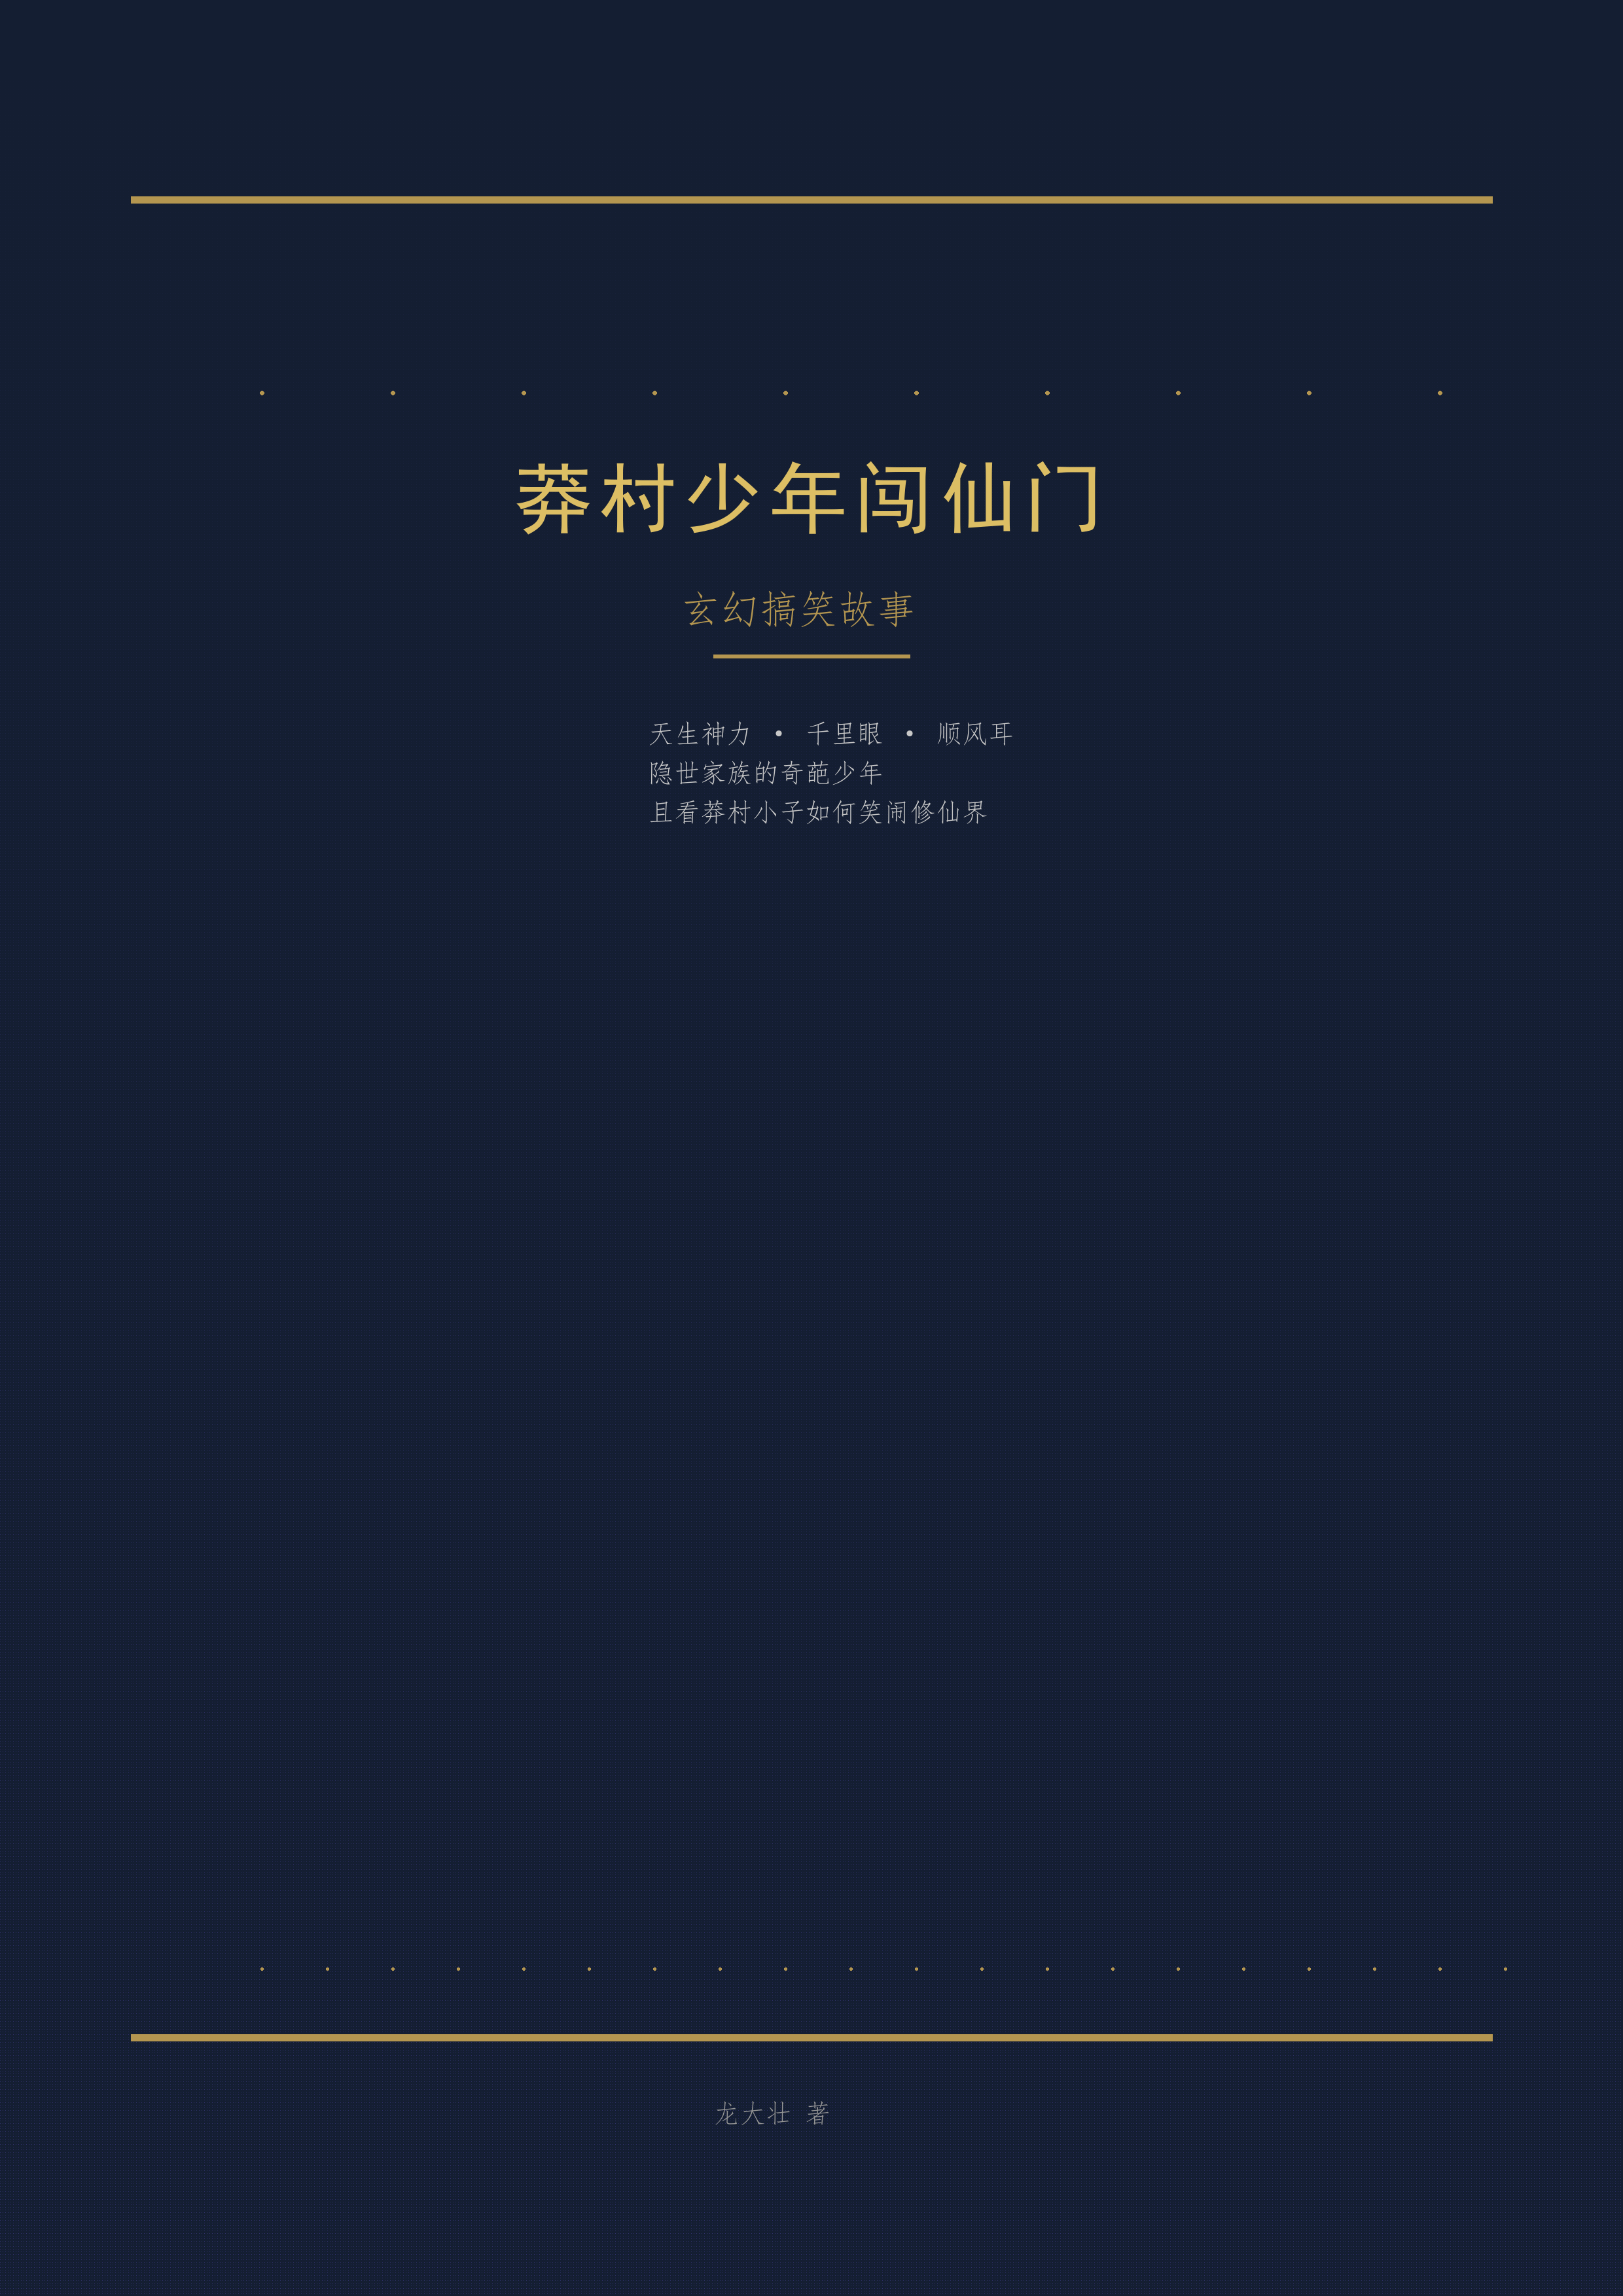 莽村少年闯仙门
玄幻搞笑故事
天生神力 • 千里眼 • 顺风耳
隐世家族的奇葩少年
且看莽村小子如何笑闹修仙界
龙大壮 著